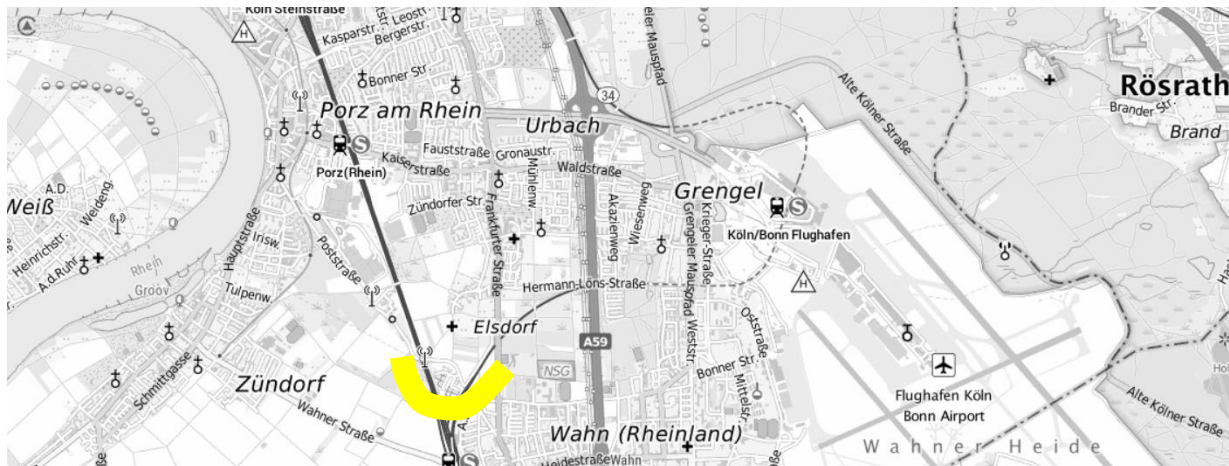 Köln Steinstraße
Kasparstr.
Leostr.
Bergerstr.
Bonner Str.
Porz am Rhein
34
Urbach
Grengeler Mauspfad
Alte Kölner Straße
Rösrath
Brander Str.
Brand
Porz(Rhein)
S
Kaiserstraße
Fauststraße
Gronaustr.
Mühlenw.
Waldstraße
Zündorfer Str.
Frankfurter Straße
Akazienweg
Wiesenweg
Grengel
Krieger-Straße
Grengeler Mauspfad
S
Köln/Bonn Flughafen
A.D.
Weideng.
Weiß
Heinrichstr.
A.d.Ruhr
Rhein
Groov
Hauptstraße
Irisw.
Poststraße
Tulpenw.
Hermann-Löns-Straße
Elsdorf
A59
Weststr.
Oststraße
NSG
Bonner Str.
Mittelstr.
Schmittgasse
Zündorf
Wahner Straße
Flughafen Köln
Bonn Airport
Alte Kölner Straße
Wahn (Rheinland)
Wahner Heide
Heidestraße
Wahn
S
H
H